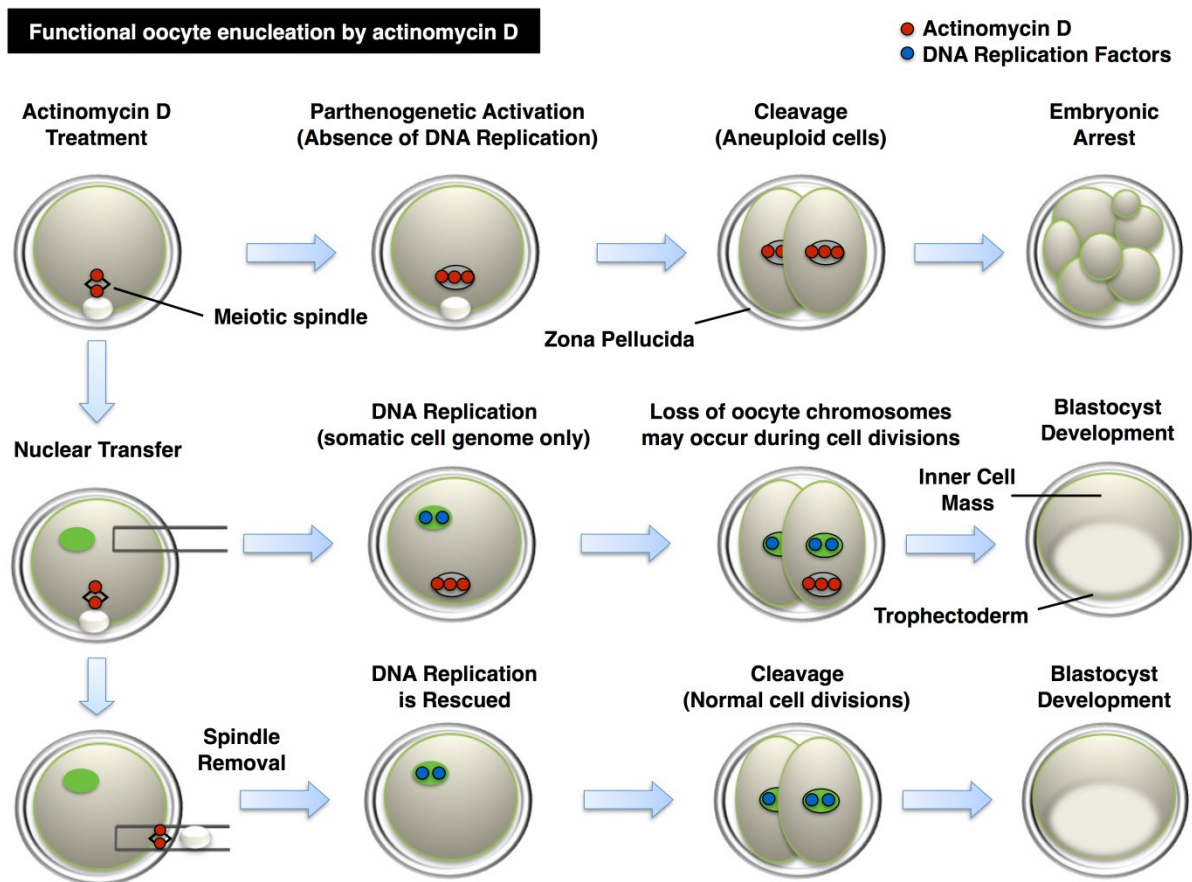 Functional oocyte enucleation by actinomycin D
Actinomycin D
DNA Replication Factors
Actinomycin D
Treatment
Parthenogenetic Activation
(Absence of DNA Replication)
Cleavage
(Aneuploid cells)
Embryonic
Arrest
Meiotic spindle
Zona Pellucida
Nuclear Transfer
DNA Replication
(somatic cell genome only)
Loss of oocyte chromosomes
may occur during cell divisions
Blastocyst
Development
Inner Cell
Mass
Trophectoderm
Spindle
Removal
DNA Replication
is Rescued
Cleavage
(Normal cell divisions)
Blastocyst
Development